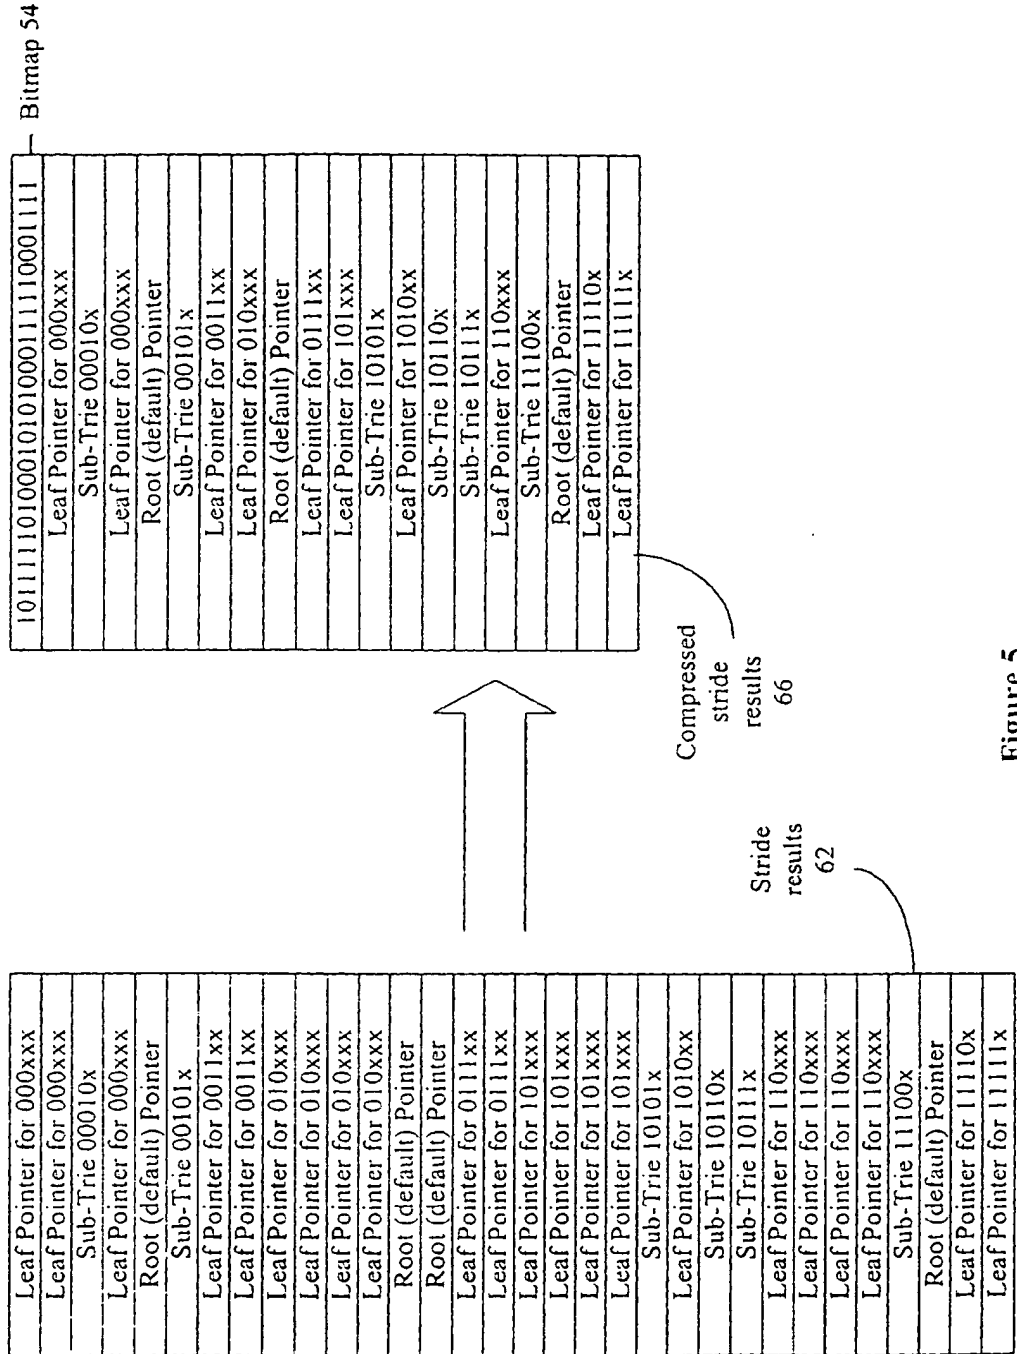 Leaf Pointer for 000xxx
Leaf Pointer for 000xxx
Sub-Trie 00010x
Leaf Pointer for 000xxx
Root (default) Pointer
Sub-Trie 00101x
Leaf Pointer for 0011xx
Leaf Pointer for 0011xx
Leaf Pointer for 010xxx
Leaf Pointer for 010xxx
Leaf Pointer for 010xxx
Leaf Pointer for 010xxx
Root (default) Pointer
Root (default) Pointer
Leaf Pointer for 0111xx
Leaf Pointer for 0111xx
Leaf Pointer for 101xxx
Leaf Pointer for 101xxx
Leaf Pointer for 101xxx
Leaf Pointer for 101xxx
Sub-Trie 10101x
Leaf Pointer for 1010xx
Sub-Trie 10110x
Sub-Trie 10111x
Leaf Pointer for 110xxx
Leaf Pointer for 110xxx
Leaf Pointer for 110xxx
Leaf Pointer for 110xxx
Sub-Trie 11100x
Root (default) Pointer
Leaf Pointer for 11110x
Leaf Pointer for 11111x
Stride
results
62
10111110100010101000111110001111
Bitmap 54
Leaf Pointer for 000xxx
Sub-Trie 00010x
Leaf Pointer for 000xxx
Root (default) Pointer
Sub-Trie 00101x
Leaf Pointer for 0011xx
Leaf Pointer for 010xxx
Root (default) Pointer
Leaf Pointer for 0111xx
Leaf Pointer for 101xxx
Sub-Trie 10101x
Leaf Pointer for 1010xx
Sub-Trie 10110x
Sub-Trie 10111x
Leaf Pointer for 110xxx
Sub-Trie 11100x
Root (default) Pointer
Leaf Pointer for 11110x
Leaf Pointer for 11111x
Compressed
stride
results
66
Figure 5